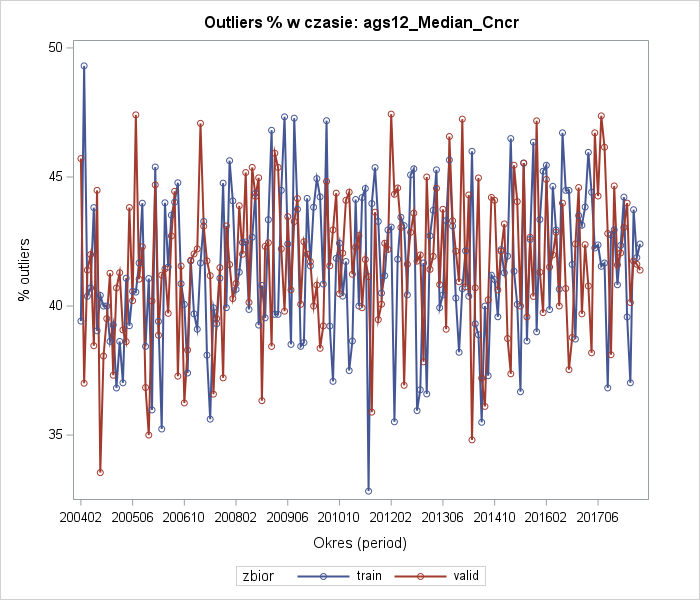 Outliers % w czasie: ags12_Median_Cncr
50
45
40
35
% outliers
200402 200506 200610 200802 200906 201010 201202 201306 201410 201602 201706
Okres (period)
zbior train valid